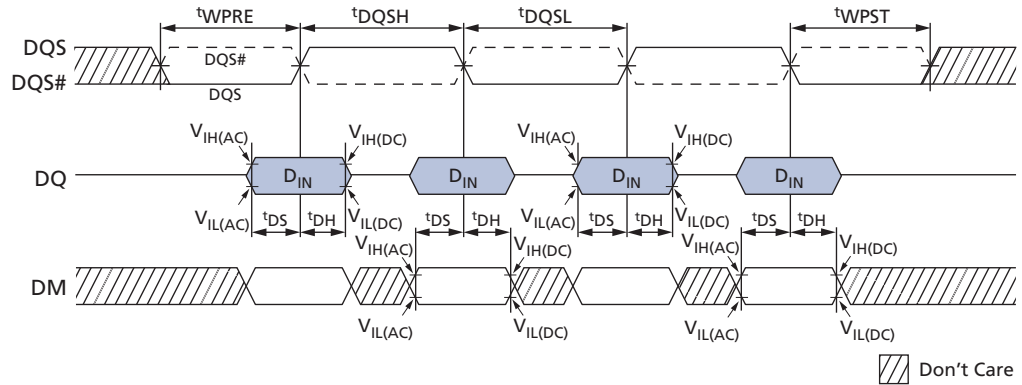 tWPRE tDQSH tDQSL tWPST
DQS
DQS#
DQS#
DQS
VIH(AC) VIH(DC) VIH(AC) VIH(DC)
DQ DIN DIN DIN DIN
VIL(AC) VIL(DC) VIL(AC) VIL(DC)
tDS tDH tDS tDH tDS tDH tDS tDH
VIH(AC) VIH(DC) VIH(AC) VIH(DC)
DM
VIL(AC) VIL(DC) VIL(AC) VIL(DC)
Don't Care